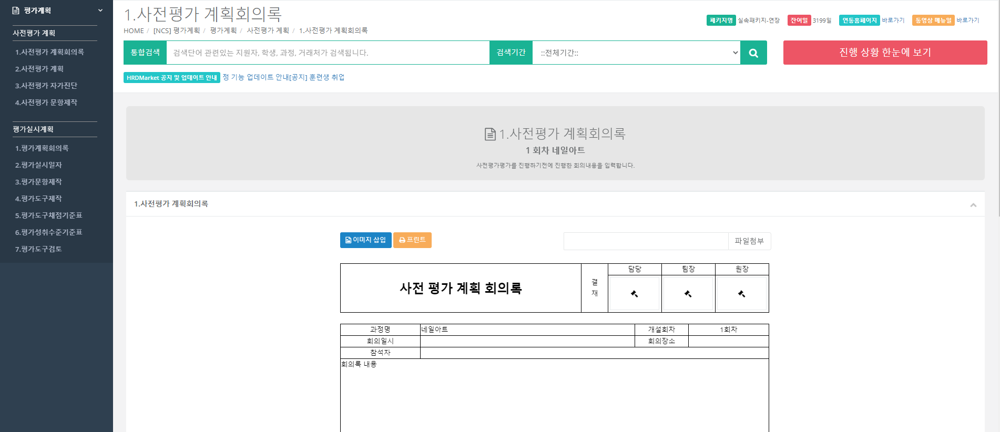 평가계획
사전평가 계획
1.사전평가 계획회의록
2.사전평가 계획
3.사전평가 자가진단
4.사전평가 문항제작
평가실시계획
1.평가계획회의록
2.평가실시일자
3.평가문항제작
4.평가도구제작
5.평가도구채점기준표
6.평가성취수준기준표
7.평가도구검토
1.사전평가 계획회의록
HOME / [NCS] 평가계획 / 평가계획 / 사전평가 계획 / 1.사전평가 계획회의록
패키지명 실속패키지-연장 잔여일 3199일 연동홈페이지 바로가기 동영상 메뉴얼 바로가기
통합검색 검색단어 관련있는 지원자, 학생, 과정, 거래처가 검색됩니다. 검색기간 ::전체기간::
진행 상황 한눈에 보기
HRDMarket 공지 및 업데이트 안내 정 기능 업데이트 안내[공지] 훈련생 취업
1.사전평가 계획회의록
1 회차 네일아트
사전평가평가를 진행하기전에 진행한 회의내용을 입력합니다.
1.사전평가 계획회의록
이미지 삽입 프린트 파일첨부
사전 평가 계획 회의록
결
재
담당 팀장 원장
과정명 네일아트 개설회차 1회차
회의일시 회의장소
참석자
회의록 내용